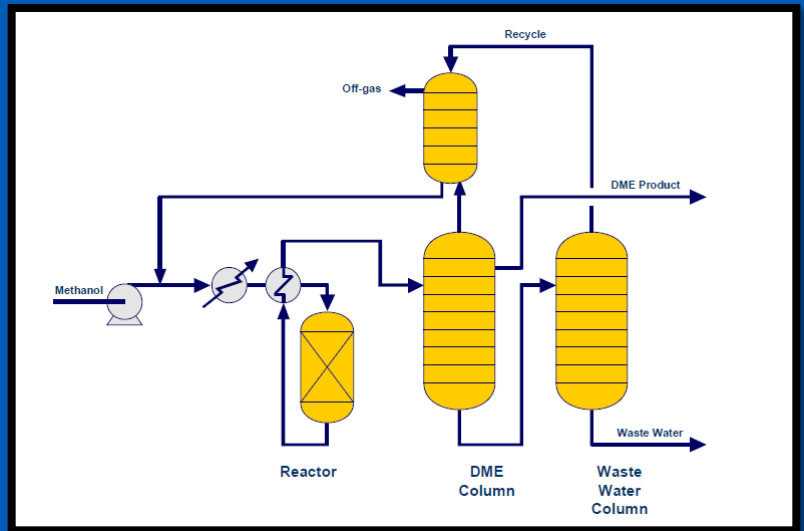 Recycle
Off-gas
DME Product
Methanol
Waste Water
Reactor
DME
Column
Waste
Water
Column